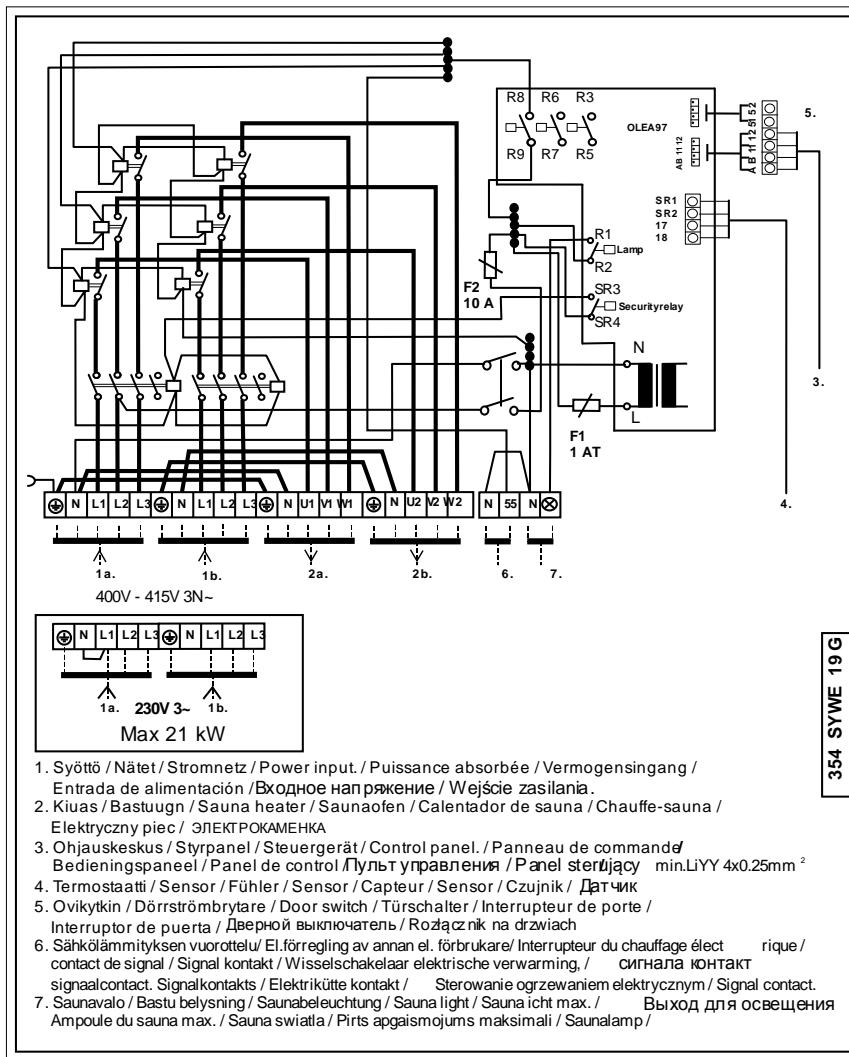 R8 R6 R3
OLEA97
R9 R7 R5
51 52
AB 11 12
A B 11 12
5.
SR1
SR2
17
18
R1
Lamp
R2
F2
10 A
SR3
Securityrelay
SR4
N
L
F1
1 AT
3.
4.
N L1 L2 L3 N L1 L2 L3 N U1 V1 W1 N U2 V2 W2 N 55 N
1a. 1b. 2a. 2b. 6. 7.
400V - 415V 3N~
N L1 L2 L3 N L1 L2 L3
1a. 230V 3~ 1b.
Max 21 kW
354 SYWE 19 G
1. Syöttö / Nätet / Stromnetz / Power input. / Puissance absorbée / Vermogensingang /
Entrada de alimentación / Входное напряжение / Wejście zasilania.
2. Kiuas / Bastuugn / Sauna heater / Saunaofen / Calentador de sauna / Chauffe-sauna /
Elektryczny piec / ЭЛЕКТРОКАМЕНКА
3. Ohjauskeskus / Styrpanel / Steuergerät / Control panel. / Panneau de commande/
Bedieningspaneel / Panel de control / Пульт управления / Panel sterujący min.LiYY 4x0.25mm ²
4. Termostaatti / Sensor / Fühler / Sensor / Capteur / Sensor / Czujnik / Датчик
5. Ovikytkin / Dörrströmbrytare / Door switch / Türschalter / Interrupteur de porte /
Interruptor de puerta / Дверной выключатель / Rozłącznik na drzwiach
6. Sähkölämmityksen vuorottelu/ El.förregling av annan el. förbrukare/ Interrupteur du chauffage élect rique /
contact de signal / Signal kontakt / Wisselschakelaar elektrische verwarming, / сигнала контакт
signaalcontact. Signalkontakts / Elektrikütte kontakt / Sterowanie ogrzewaniem elektrycznym / Signal contact.
7. Saunavalo / Bastu belysning / Saunabeleuchtung / Sauna light / Sauna icht max. / Выход для освещения
Ampoule du sauna max. / Sauna swiatla / Pirts apgaismojums maksimali / Saunalamp /